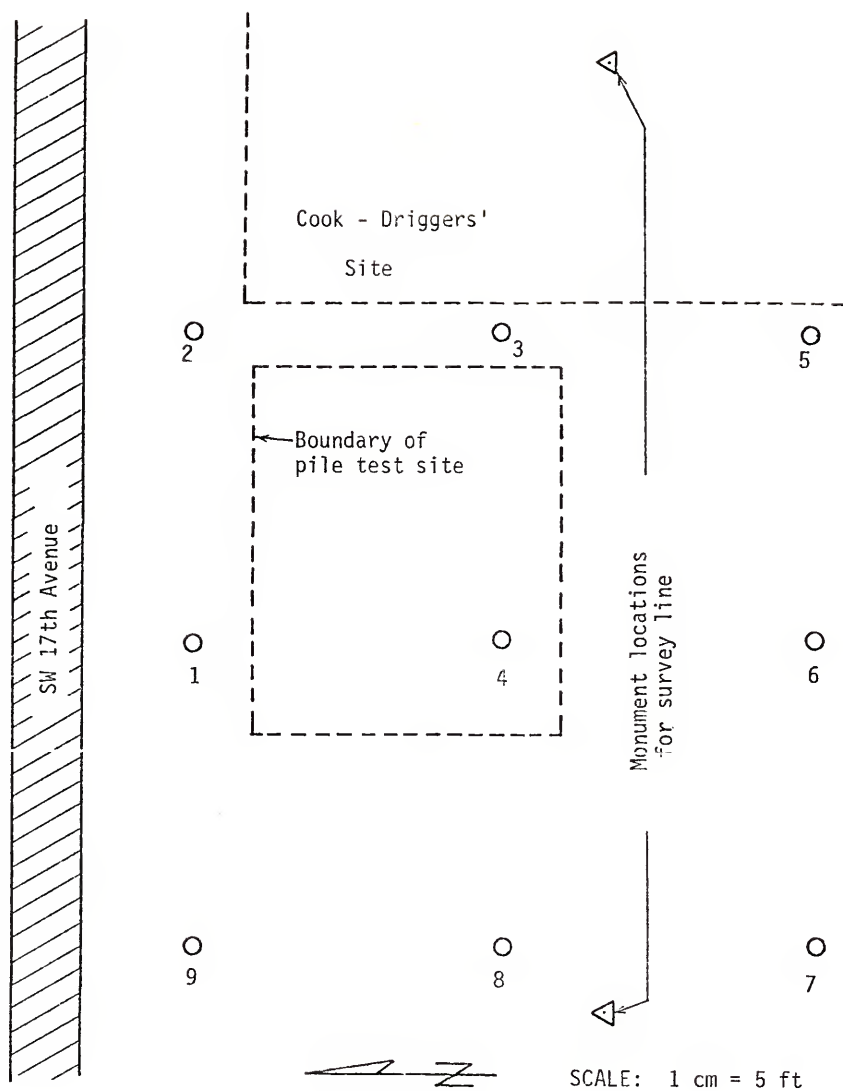 Cook - Driggers'
Site
2
3
5
Boundary of
pile test site
SW 17th Avenue
Monument locations
for survey line
1
4
6
9
8
7
N
SCALE: 1 cm = 5 ft